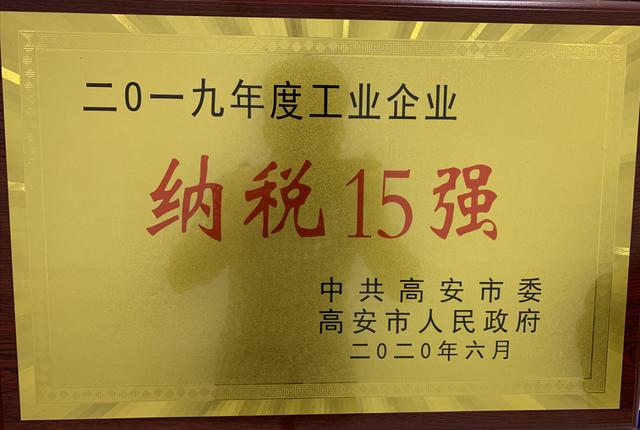 二0一九年度工业企业
纳税15强
中共高安市委
高安市人民政府
二0二0年六月